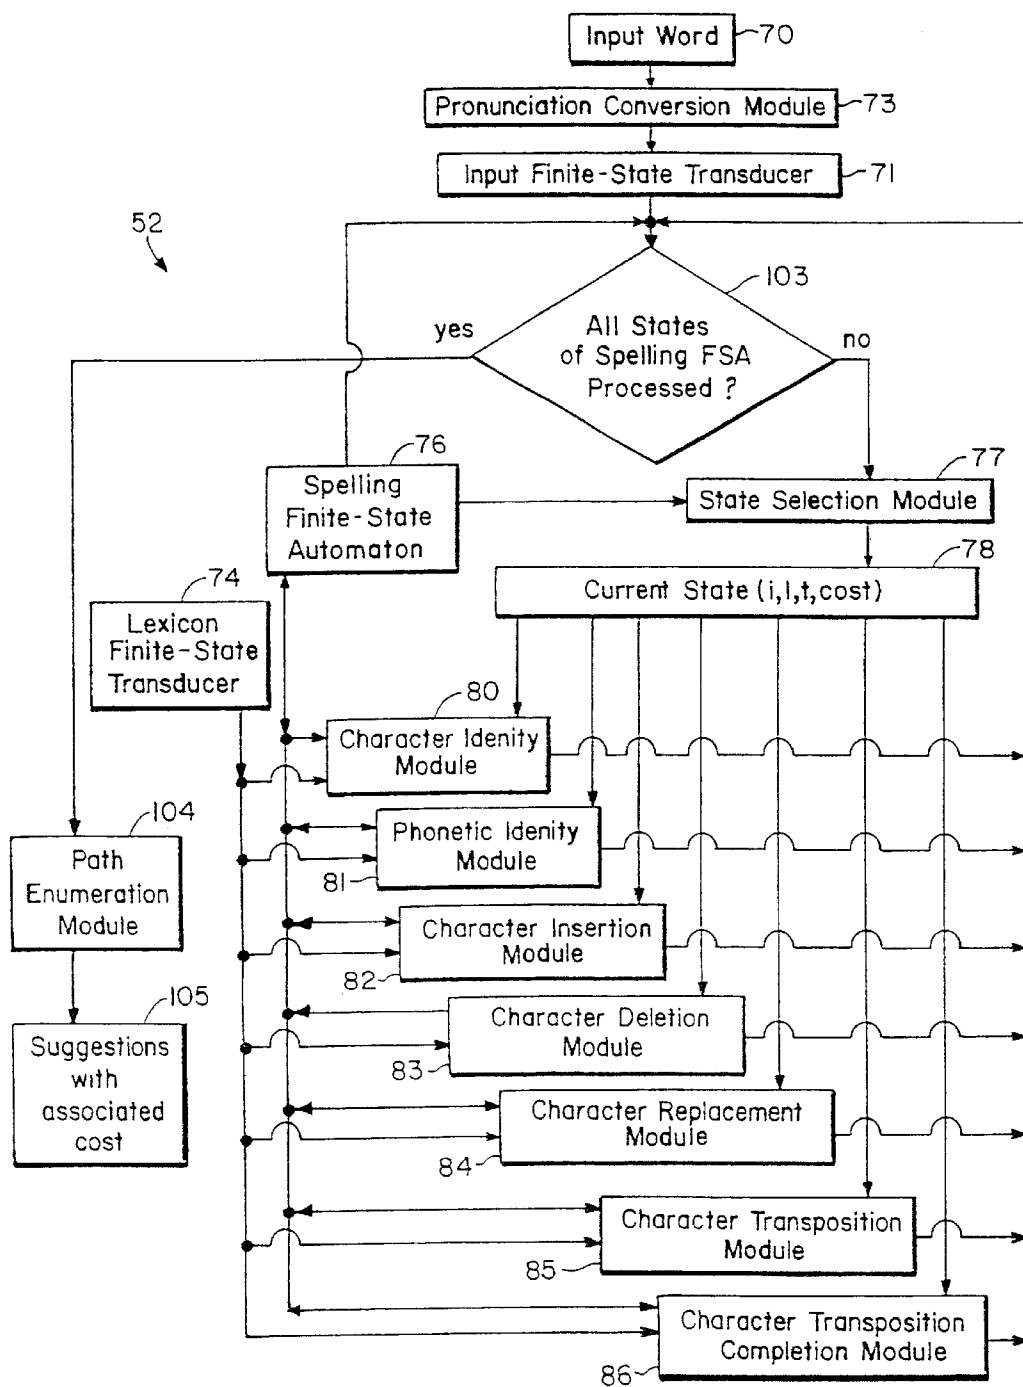 Input Word
70
Pronunciation Conversion Module
73
Input Finite-State Transducer
71
52
103
yes
All States
of Spelling FSA
Processed ?
no
76
Spelling
Finite-State
Automaton
77
State Selection Module
78
Current State (i,l,t,cost)
74
Lexicon
Finite-State
Transducer
80
Character Idenity
Module
104
Path
Enumeration
Module
Phonetic Idenity
Module
81
Character Insertion
Module
82
105
Suggestions
with
associated
cost
Character Deletion
Module
83
Character Replacement
Module
84
Character Transposition
Module
85
Character Transposition
Completion Module
86